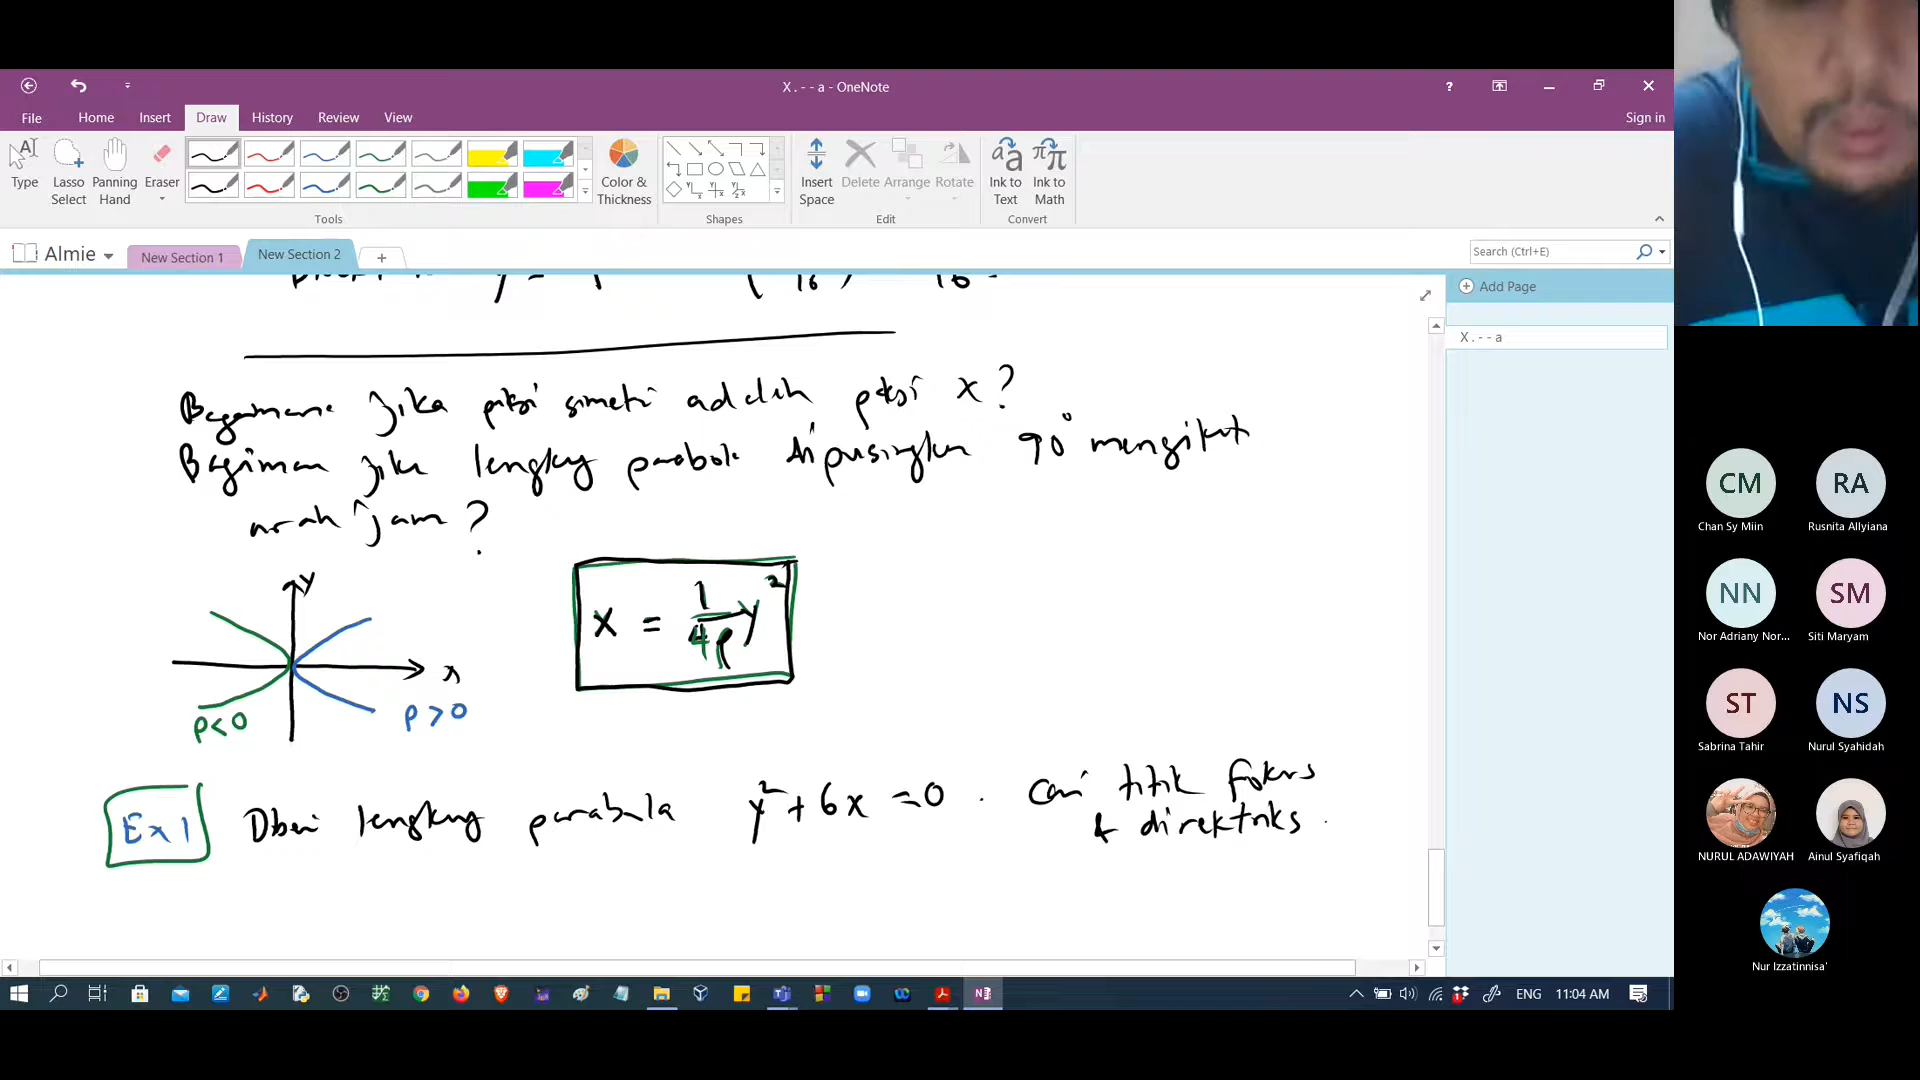 X . - - a - OneNote
Sign in
File Home Insert Draw History Review View
Type
Lasso Select
Panning Hand
Eraser
Color & Thickness
Insert Space
Delete Arrange Rotate
Ink to Text
Ink to Math
Tools Shapes Edit Convert
Almie New Section 1 New Section 2 +
Search (Ctrl+E)
Add Page
X . - - a
y =
Bagaimana jika paksi simetri adalah paksi x?
Bagaiman jika lengkung parabola dipusingkan 90° mengikut
arah jam ?
y
x
P<0
P > 0
x = 1/4p y²
Ex 1 Dberi lengkung parabola y² + 6x = 0 . Cari titik fokus
& direktriks .
CM
Chan Sy Miin
RA
Rusnita Allyiana
NN
Nor Adriany Nor...
SM
Siti Maryam
ST
Sabrina Tahir
NS
Nurul Syahidah
NURUL ADAWIYAH
Ainul Syafiqah
Nur Izzatinnisa'
ENG 11:04 AM